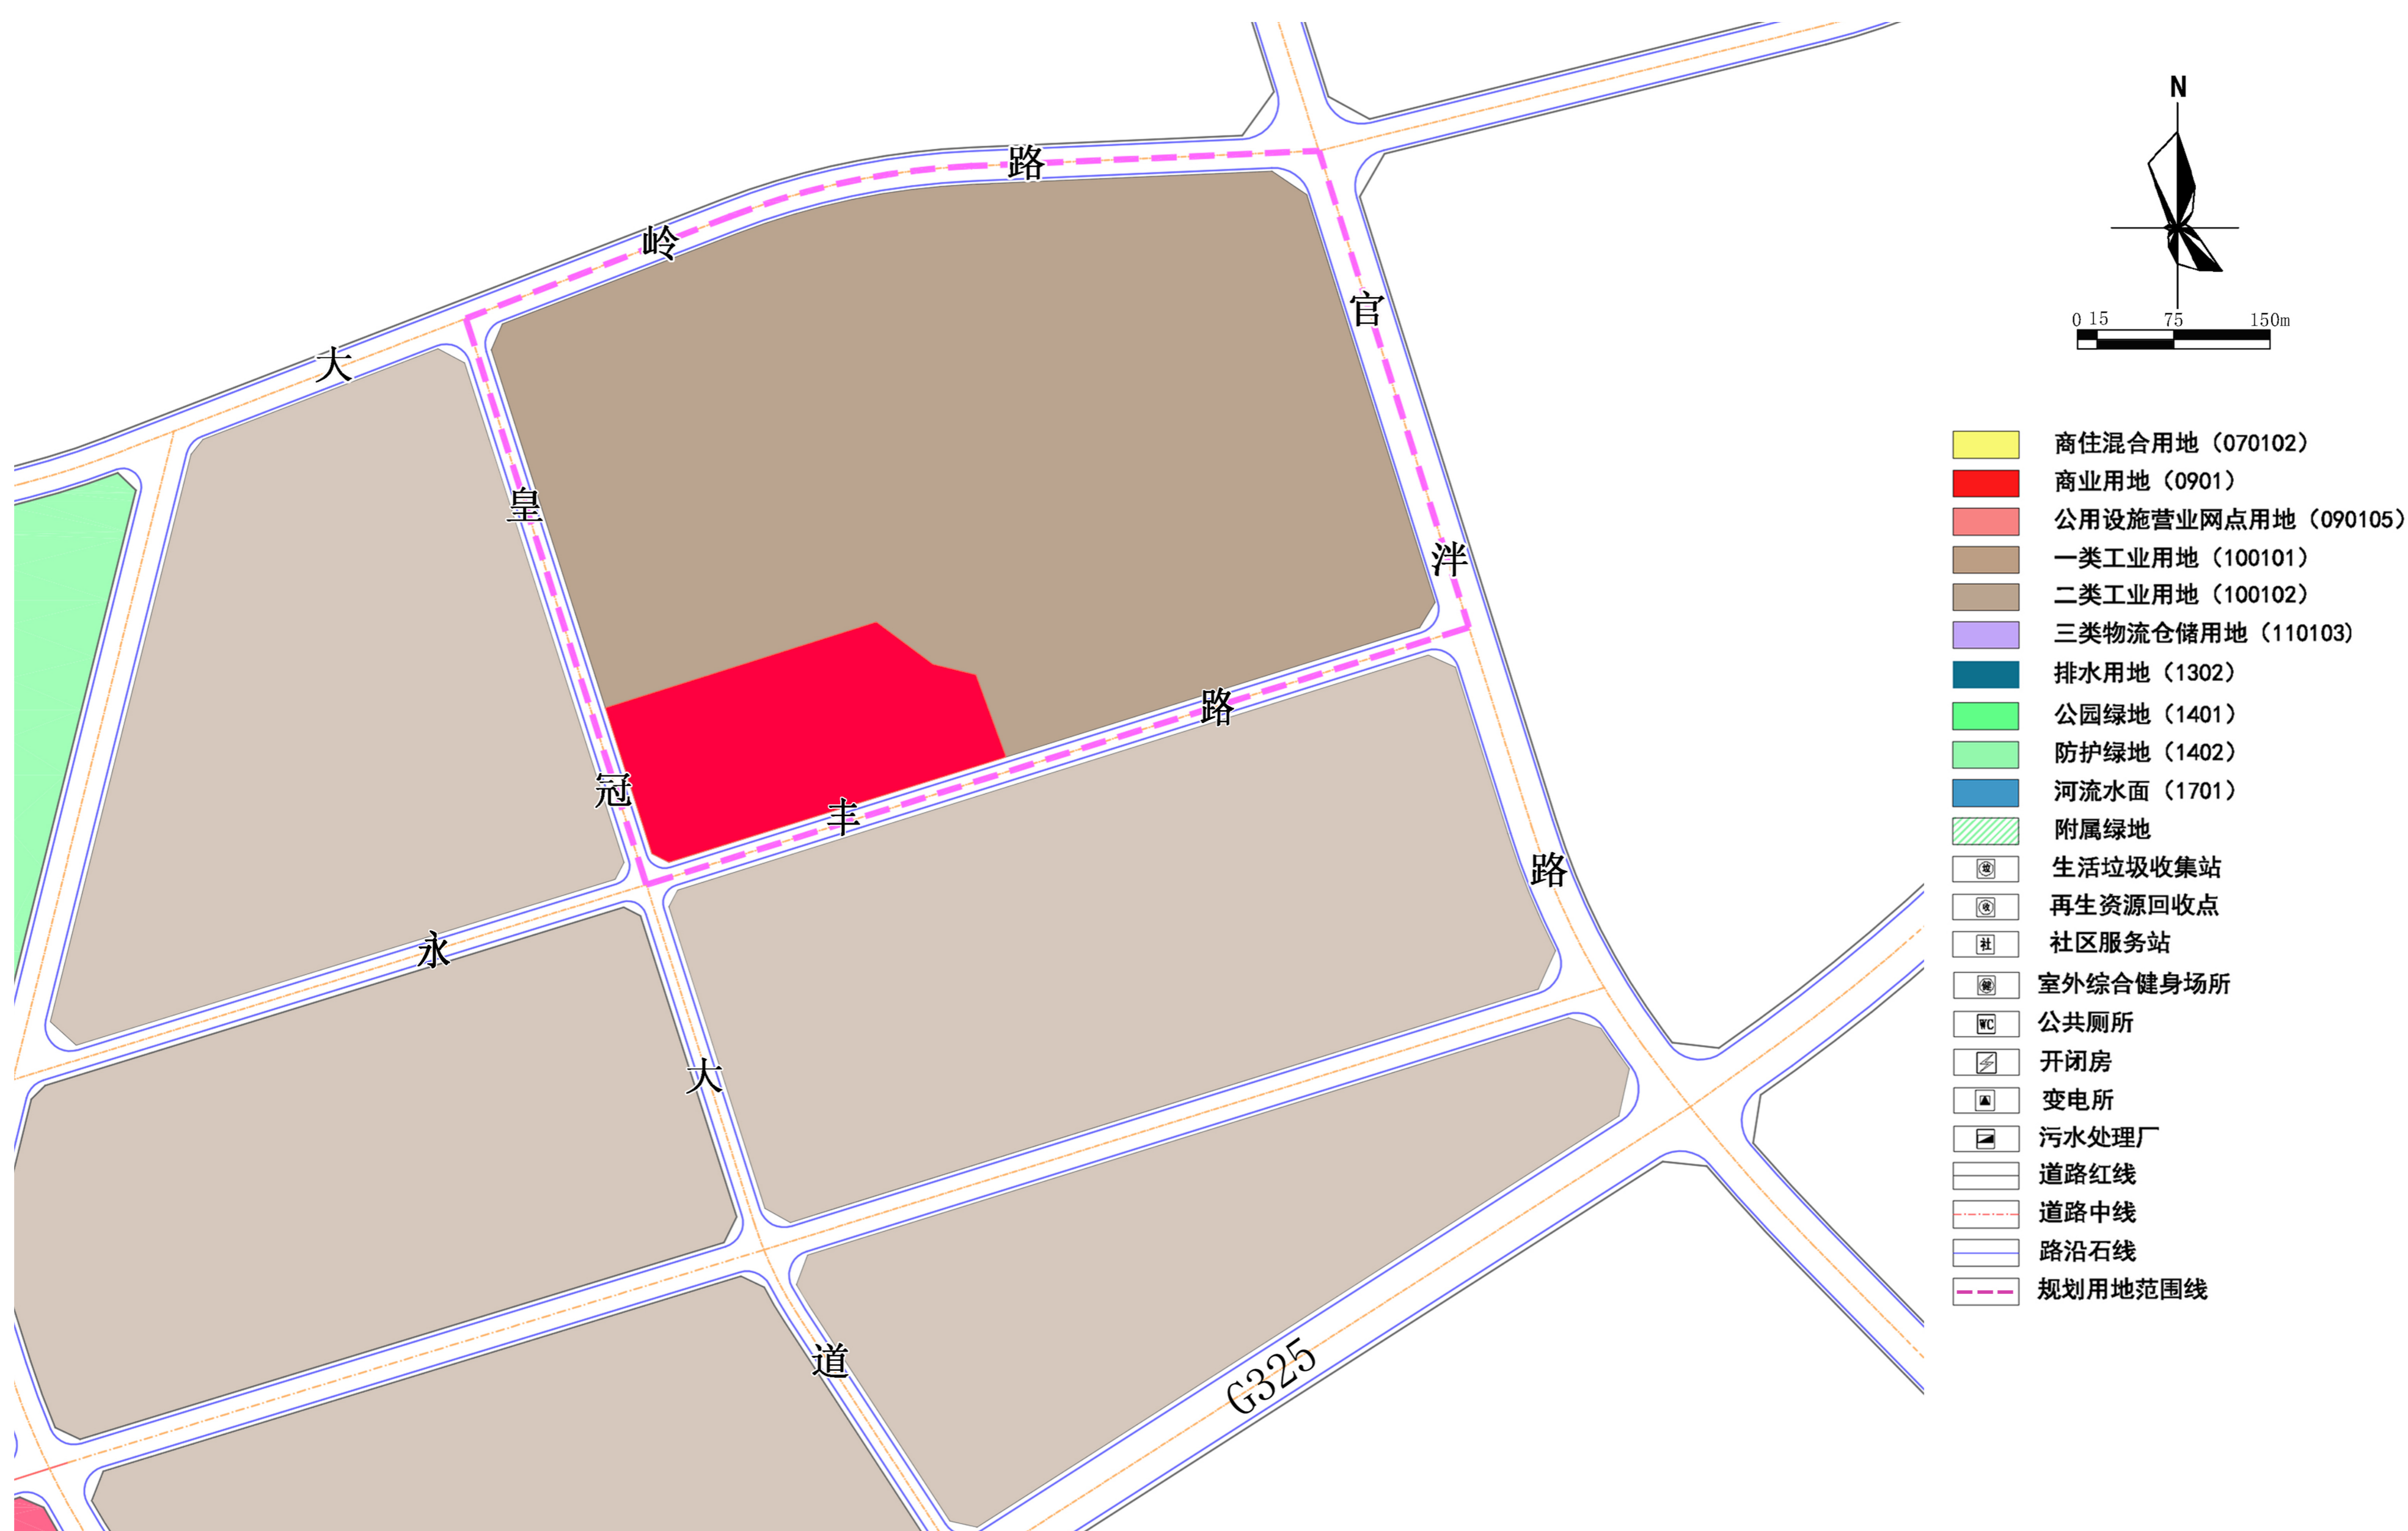 N
0 15 75 150m
大岭路
官泮路
皇冠大道
永丰路
G325
商住混合用地（070102）
商业用地（0901）
公用设施营业网点用地（090105）
一类工业用地（100101）
二类工业用地（100102）
三类物流仓储用地（110103）
排水用地（1302）
公园绿地（1401）
防护绿地（1402）
河流水面（1701）
附属绿地
垃 生活垃圾收集站
收 再生资源回收点
社 社区服务站
健 室外综合健身场所
WC 公共厕所
开闭房
变电所
污水处理厂
道路红线
道路中线
路沿石线
规划用地范围线